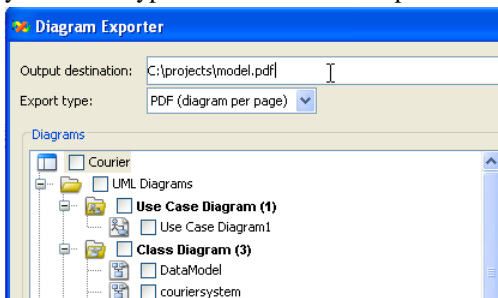 Diagram Exporter
Output destination: C:\projects\model.pdf
Export type: PDF (diagram per page)
Diagrams
Courier
UML Diagrams
Use Case Diagram (1)
Use Case Diagram1
Class Diagram (3)
DataModel
couriersystem